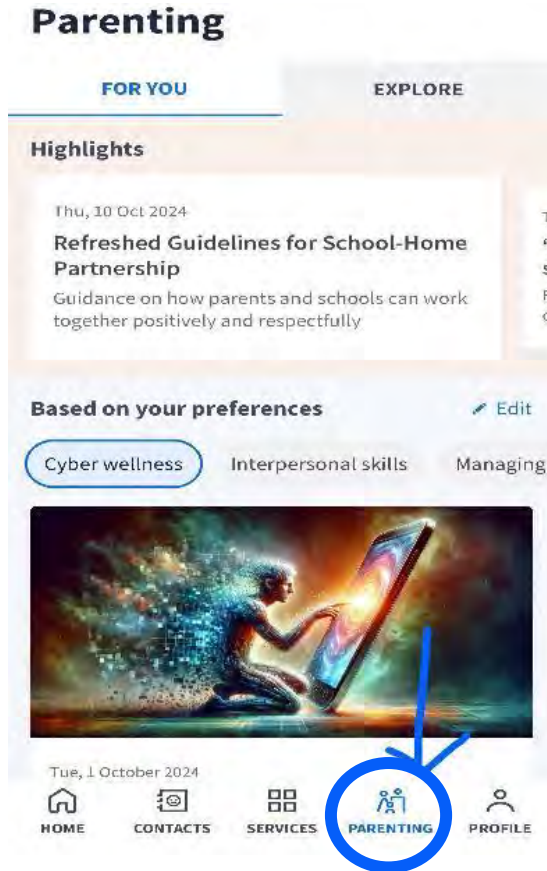 Parenting
FOR YOU
EXPLORE
Highlights
Thu, 10 Oct 2024
Refreshed Guidelines for School-Home
Partnership
Guidance on how parents and schools can work
together positively and respectfully
Based on your preferences
Edit
Cyber wellness
Interpersonal skills
Managing
Tue, 1 October 2024
HOME
CONTACTS
SERVICES
PARENTING
PROFILE